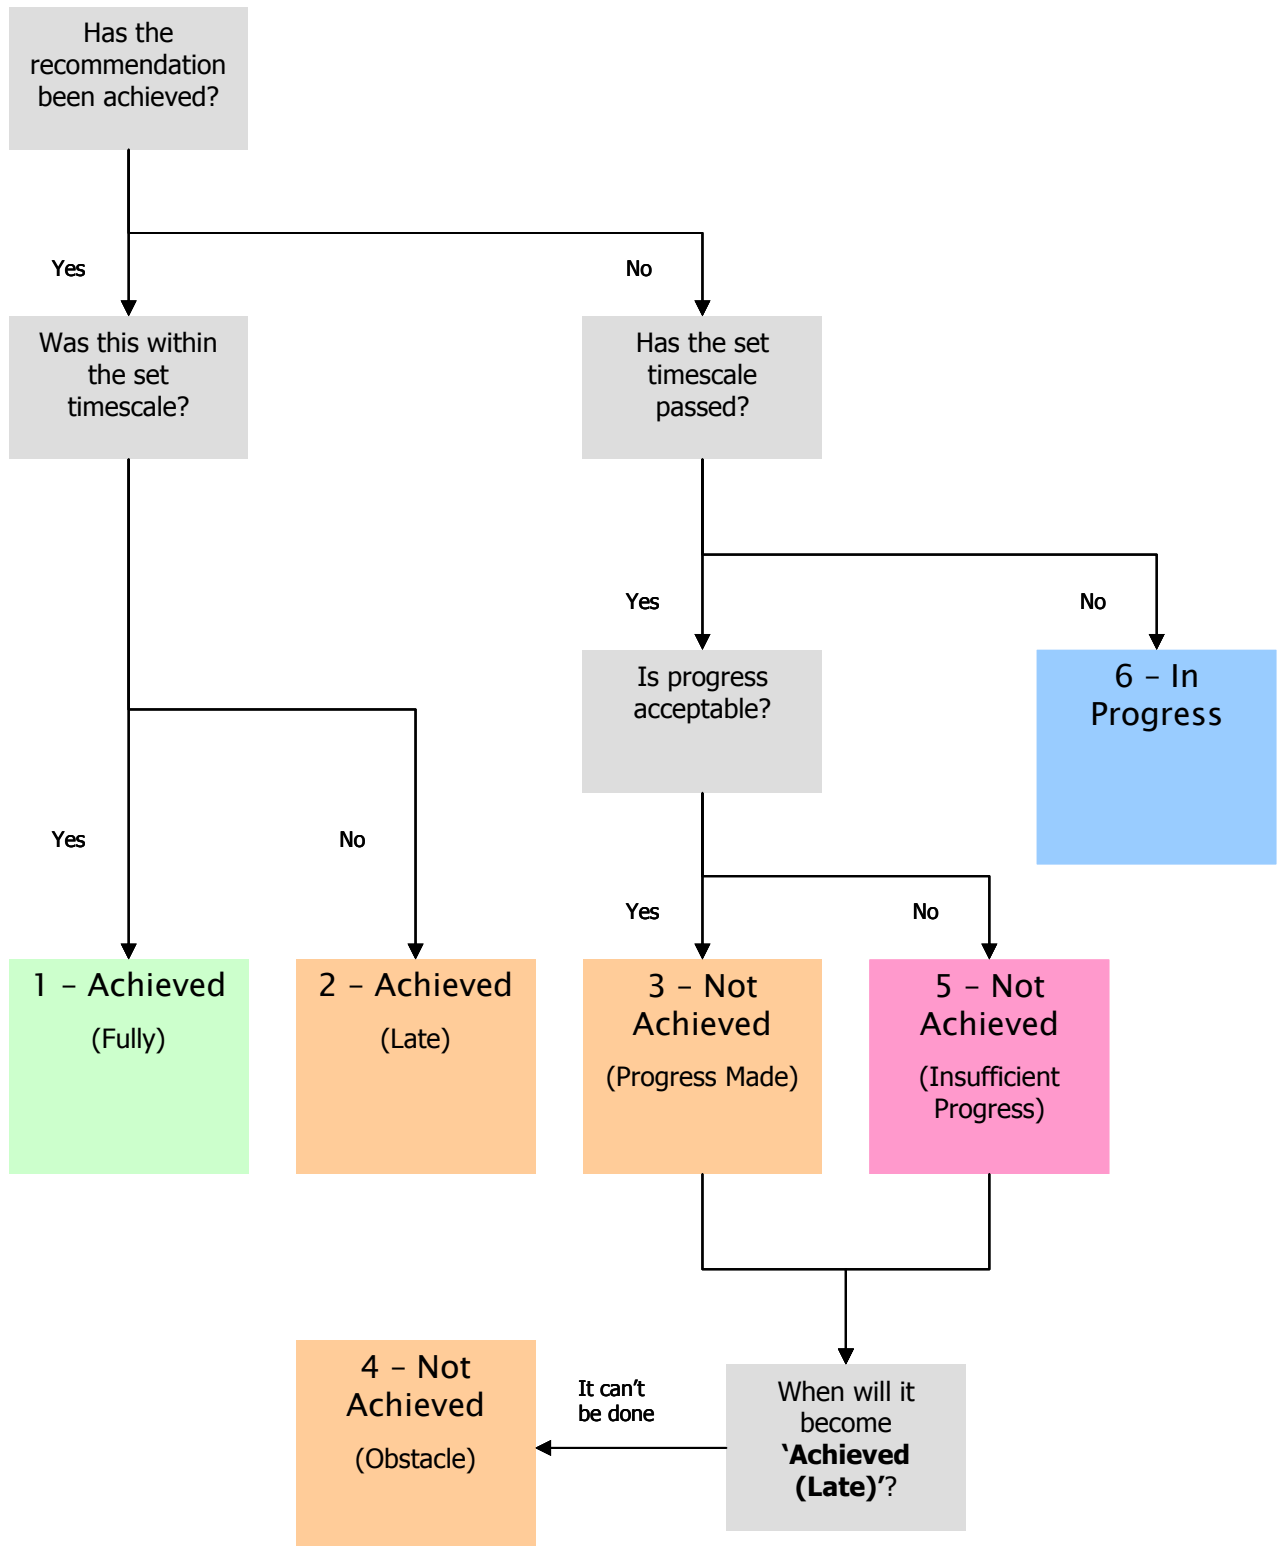 Has the
recommendation
been achieved?
Yes
No
Was this within
the set
timescale?
Has the set
timescale
passed?
Yes
No
Is progress
acceptable?
6 – In
Progress
Yes
No
Yes
No
1 – Achieved
(Fully)
2 – Achieved
(Late)
3 – Not
Achieved
(Progress Made)
5 – Not
Achieved
(Insufficient
Progress)
4 – Not
Achieved
(Obstacle)
It can't
be done
When will it
become
‘Achieved
(Late)’?